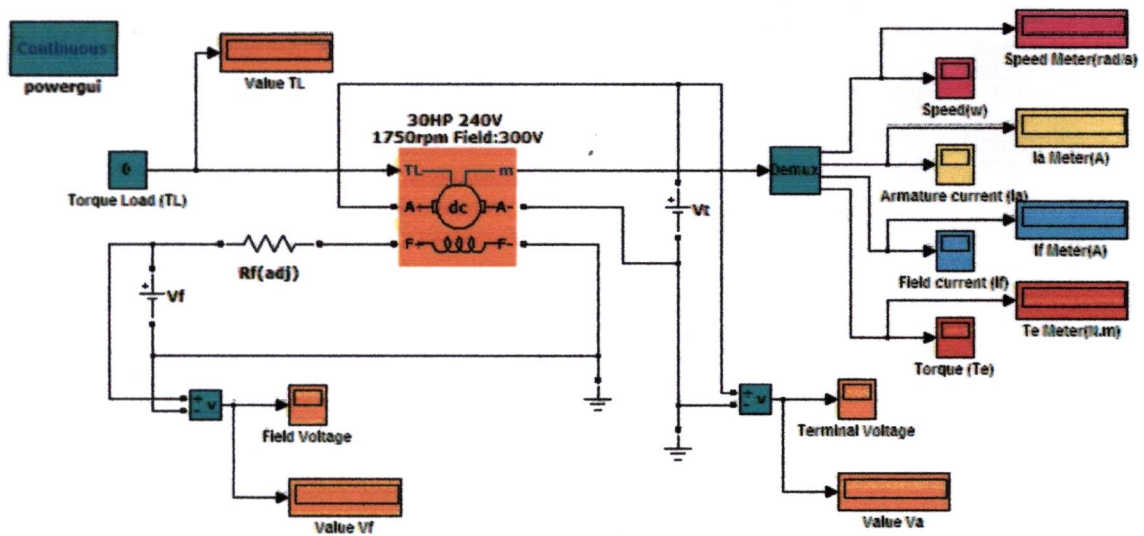 Continuous
powergui
Value TL
30HP 240V
1750rpm Field:300V
TL
m
A+
dc
A-
F+
F-
Torque Load (TL)
Rf(adj)
+
Vf
+
Vt
Demux
Speed Meter(rad/s)
Speed(w)
Ia Meter(A)
Armature current (Ia)
If Meter(A)
Field current (If)
Te Meter(N.m)
Torque (Te)
+
-
v
Field Voltage
Value Vf
+
-
v
Terminal Voltage
Value Va